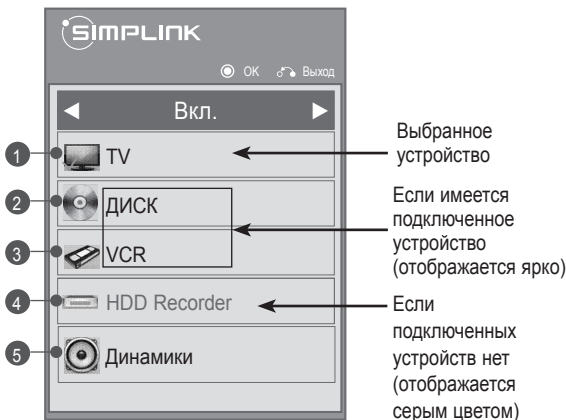 SIMPLINK
OK Выход
Вкл.
1 TV
2 ДИСК
3 VCR
4 HDD Recorder
5 Динамики
Выбранное
устройство
Если имеется
подключенное
устройство
(отображается ярко)
Если
подключенных
устройств нет
(отображается
серым цветом)